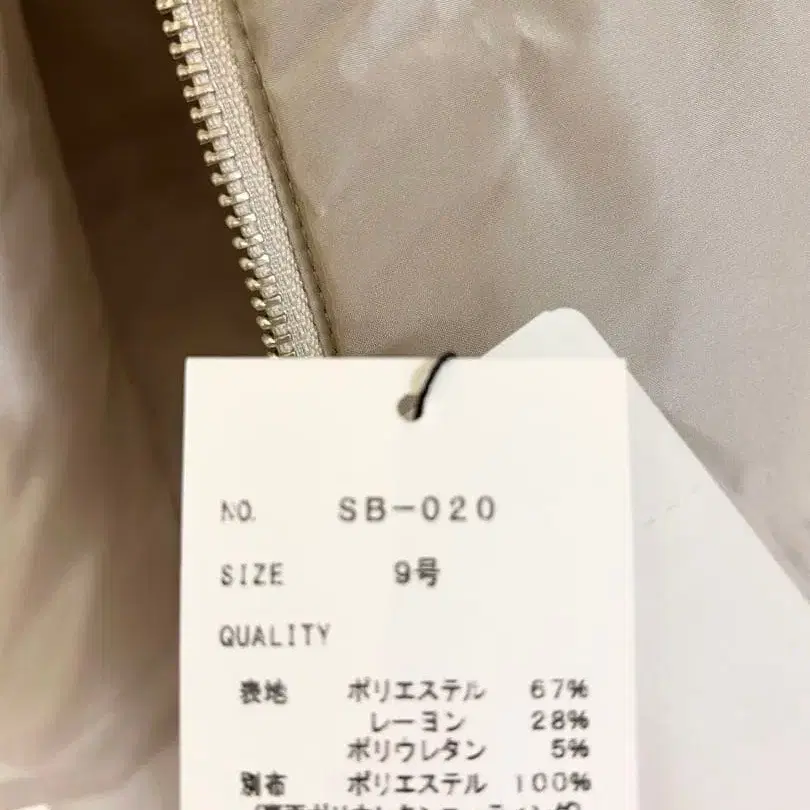 NO. SB-020
SIZE 9号
QUALITY
表地 ポリエステル 67%
レーヨン 28%
ポリウレタン 5%
別布 ポリエステル 100%